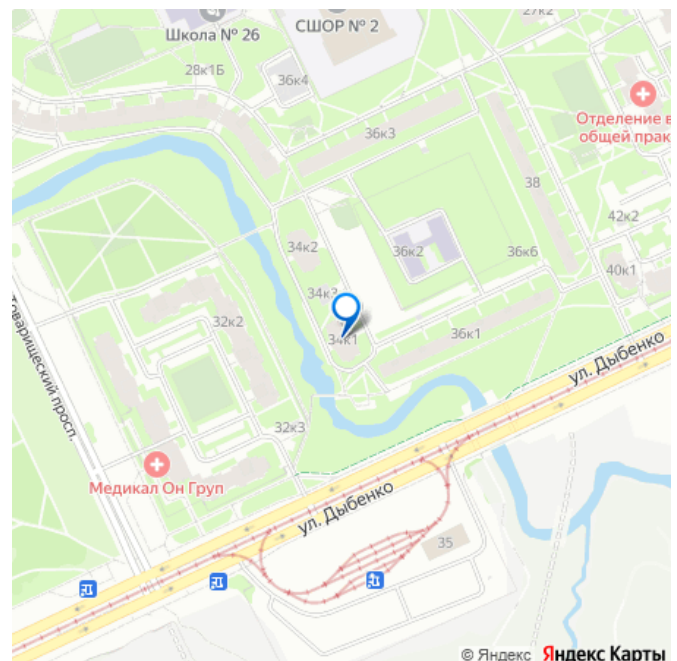 27к2
Школа № 26
СШОР № 2
28к1Б
36к4
Отделение в
общей прак
36к3
38
42к2
34к2
36к2
36к6
40к1
34к3
32к2
34к1
36к1
Товарищеский просп.
ул. Дыбенко
32к3
Медикал Он Груп
ул. Дыбенко
35
© Яндекс Яндекс Карты